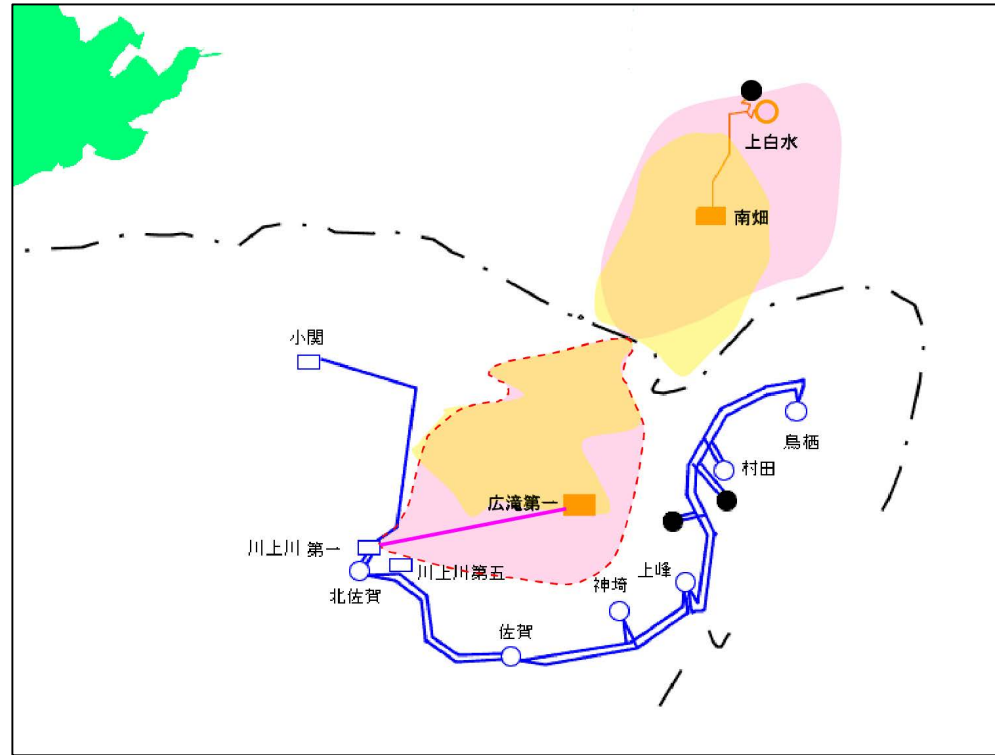 上白水
南畑
小関
鳥栖
村田
広滝第一
川上川 第一
川上川第五
上峰
神埼
北佐賀
佐賀